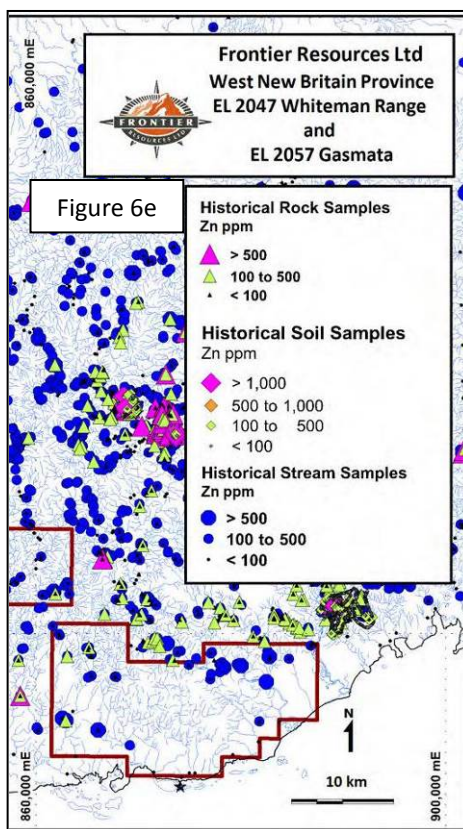 860,000 mE
Frontier Resources Ltd
West New Britain Province
EL 2047 Whiteman Range
and
EL 2057 Gasmata
FRONTIER
RESOURCES LTD
Figure 6e
Historical Rock Samples
Zn ppm
> 500
100 to 500
< 100
Historical Soil Samples
Zn ppm
> 1,000
500 to 1,000
100 to 500
< 100
Historical Stream Samples
Zn ppm
> 500
100 to 500
< 100
N
10 km
860,000 mE
900,000 mE